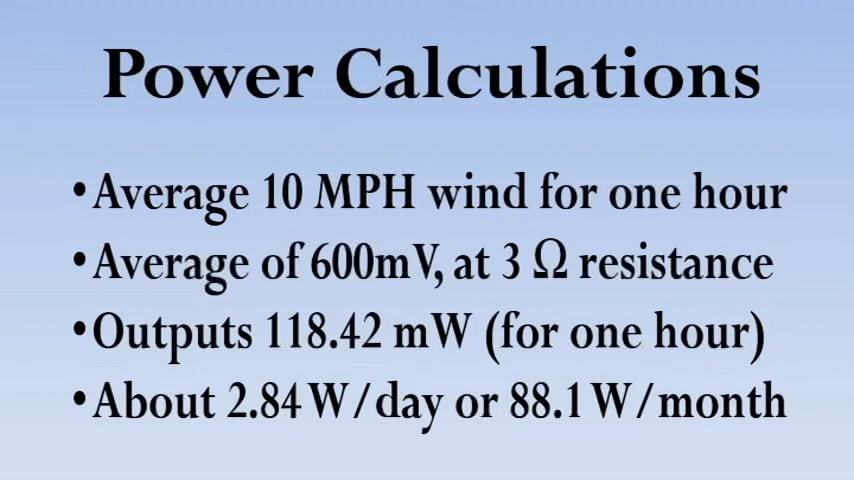 Power Calculations
•Average 10 MPH wind for one hour
•Average of 600mV, at 3 Ω resistance
•Outputs 118.42 mW (for one hour)
•About 2.84 W/day or 88.1 W/month